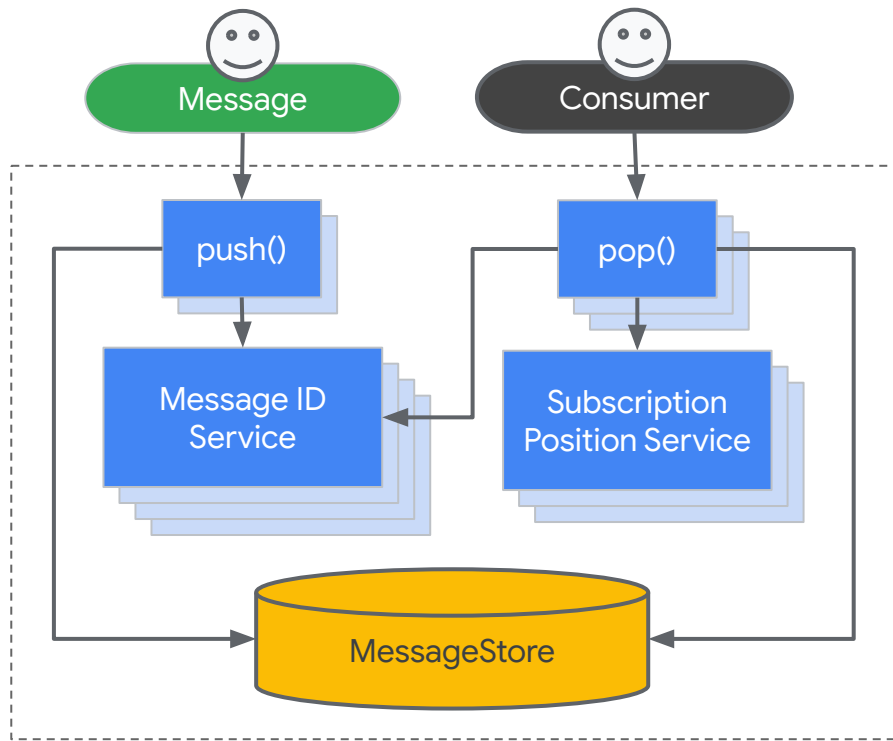 Message
Consumer
push()
pop()
Message ID
Service
Subscription
Position Service
MessageStore